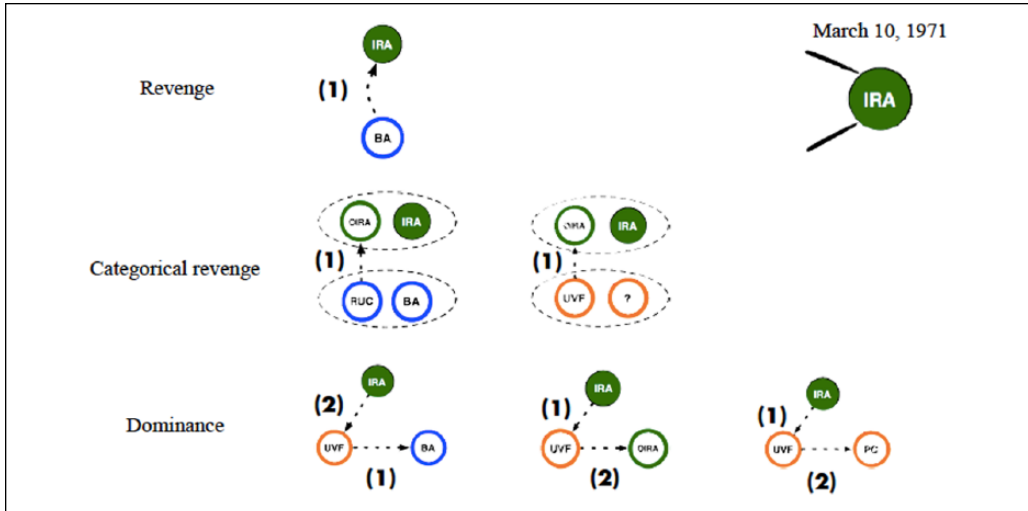 March 10, 1971
IRA
Revenge
(1)
IRA
BA
OIRA IRA
OIRA IRA
Categorical revenge
(1)
(1)
RUC BA
UVF ?
IRA
IRA
IRA
Dominance
(2)
(1)
(1)
UVF BA
UVF OIRA
UVF PC
(1)
(2)
(2)